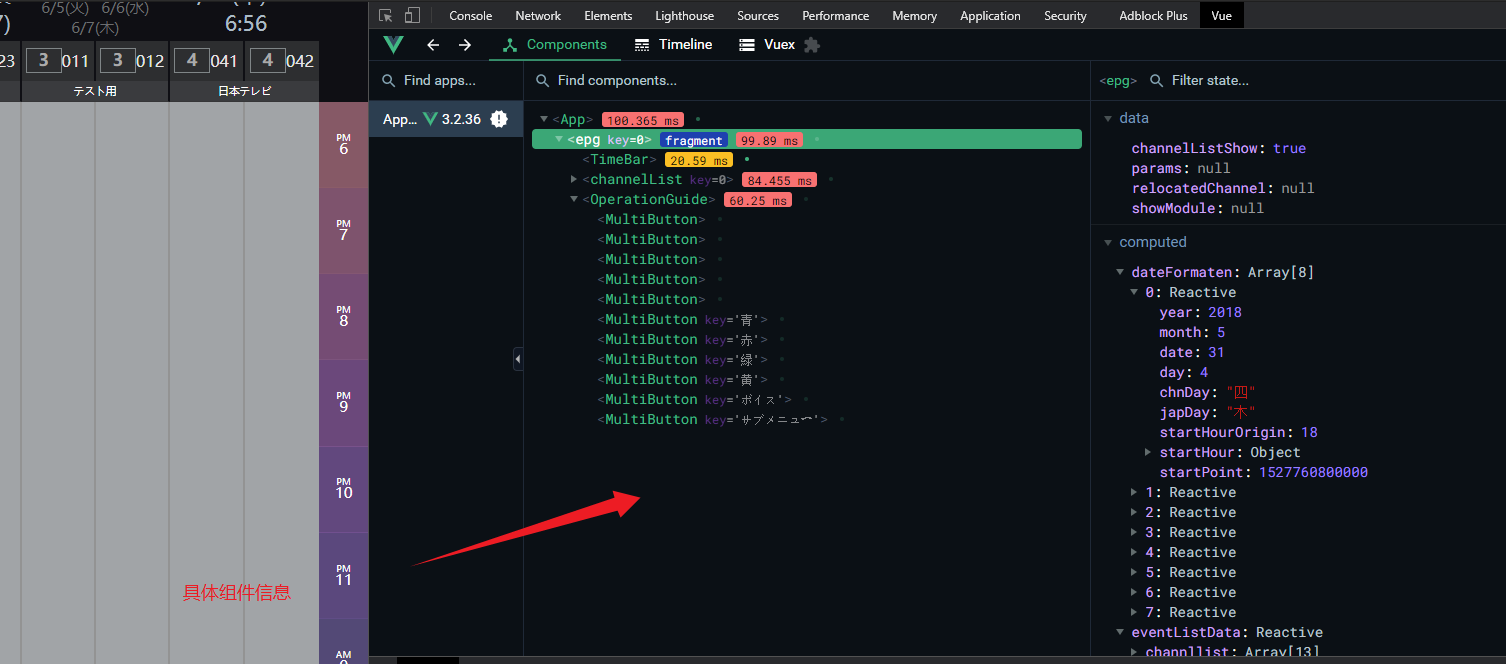 6/5(火) 6/6(水)
6/7(木)
6:56
23 3 011 3 012 4 041 4 042
テスト用 日本テレビ
PM
6
PM
7
PM
8
PM
9
PM
10
PM
11
AM
具体组件信息
Console Network Elements Lighthouse Sources Performance Memory Application Security Adblock Plus Vue
Components Timeline Vuex
Find apps...
App... 3.2.36
Find components...
<App> 100.365 ms
<epg key=0> fragment 99.89 ms
<TimeBar> 20.59 ms
<channelList key=0> 84.455 ms
<OperationGuide> 60.25 ms
<MultiButton>
<MultiButton>
<MultiButton>
<MultiButton>
<MultiButton>
<MultiButton key='青'>
<MultiButton key='赤'>
<MultiButton key='绿'>
<MultiButton key='黄'>
<MultiButton key='ボイス'>
<MultiButton key='サブメニュー'>
<epg> Filter state...
data
channelListShow: true
params: null
relocatedChannel: null
showModule: null
computed
dateFormaten: Array[8]
0: Reactive
year: 2018
month: 5
date: 31
day: 4
chnDay: "四"
japDay: "木"
startHourOrigin: 18
startHour: Object
startPoint: 1527760800000
1: Reactive
2: Reactive
3: Reactive
4: Reactive
5: Reactive
6: Reactive
7: Reactive
eventListData: Reactive
channllist: Array[13]